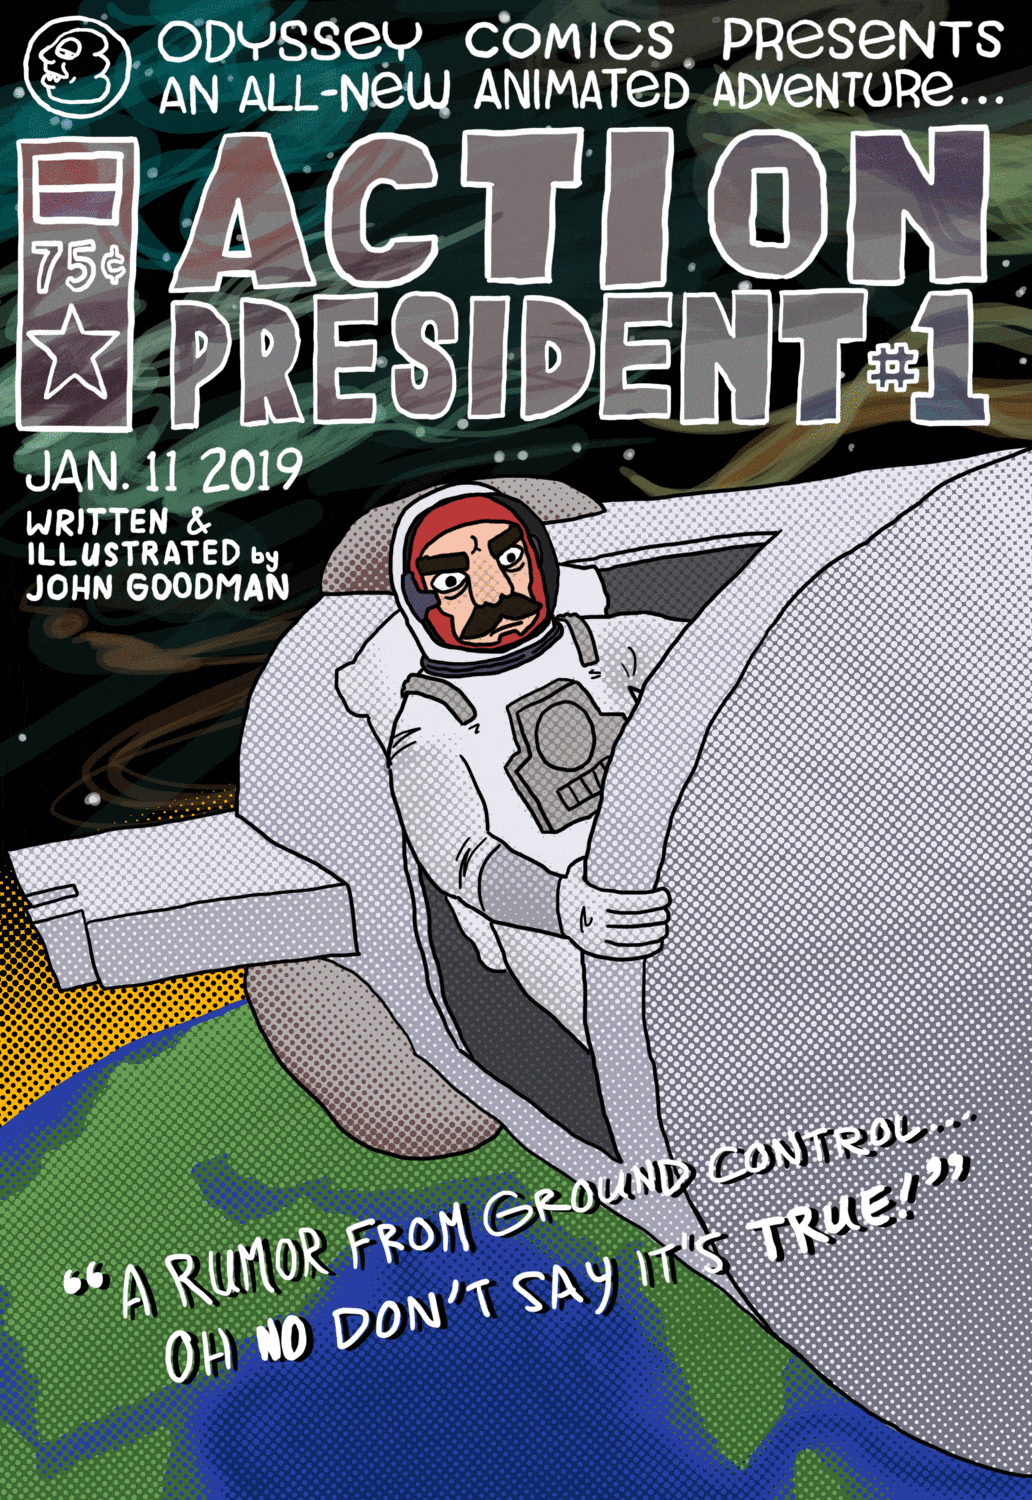 ODYSSEY COMICS PRESENTS
AN ALL-NEW ANIMATED ADVENTURE...
ACTION
75¢
PRESIDENT #1
JAN. 11 2019
WRITTEN &
ILLUSTRATED by
JOHN GOODMAN
“A RUMOR FROM GROUND CONTROL...
OH NO DON'T SAY IT'S TRUE!”